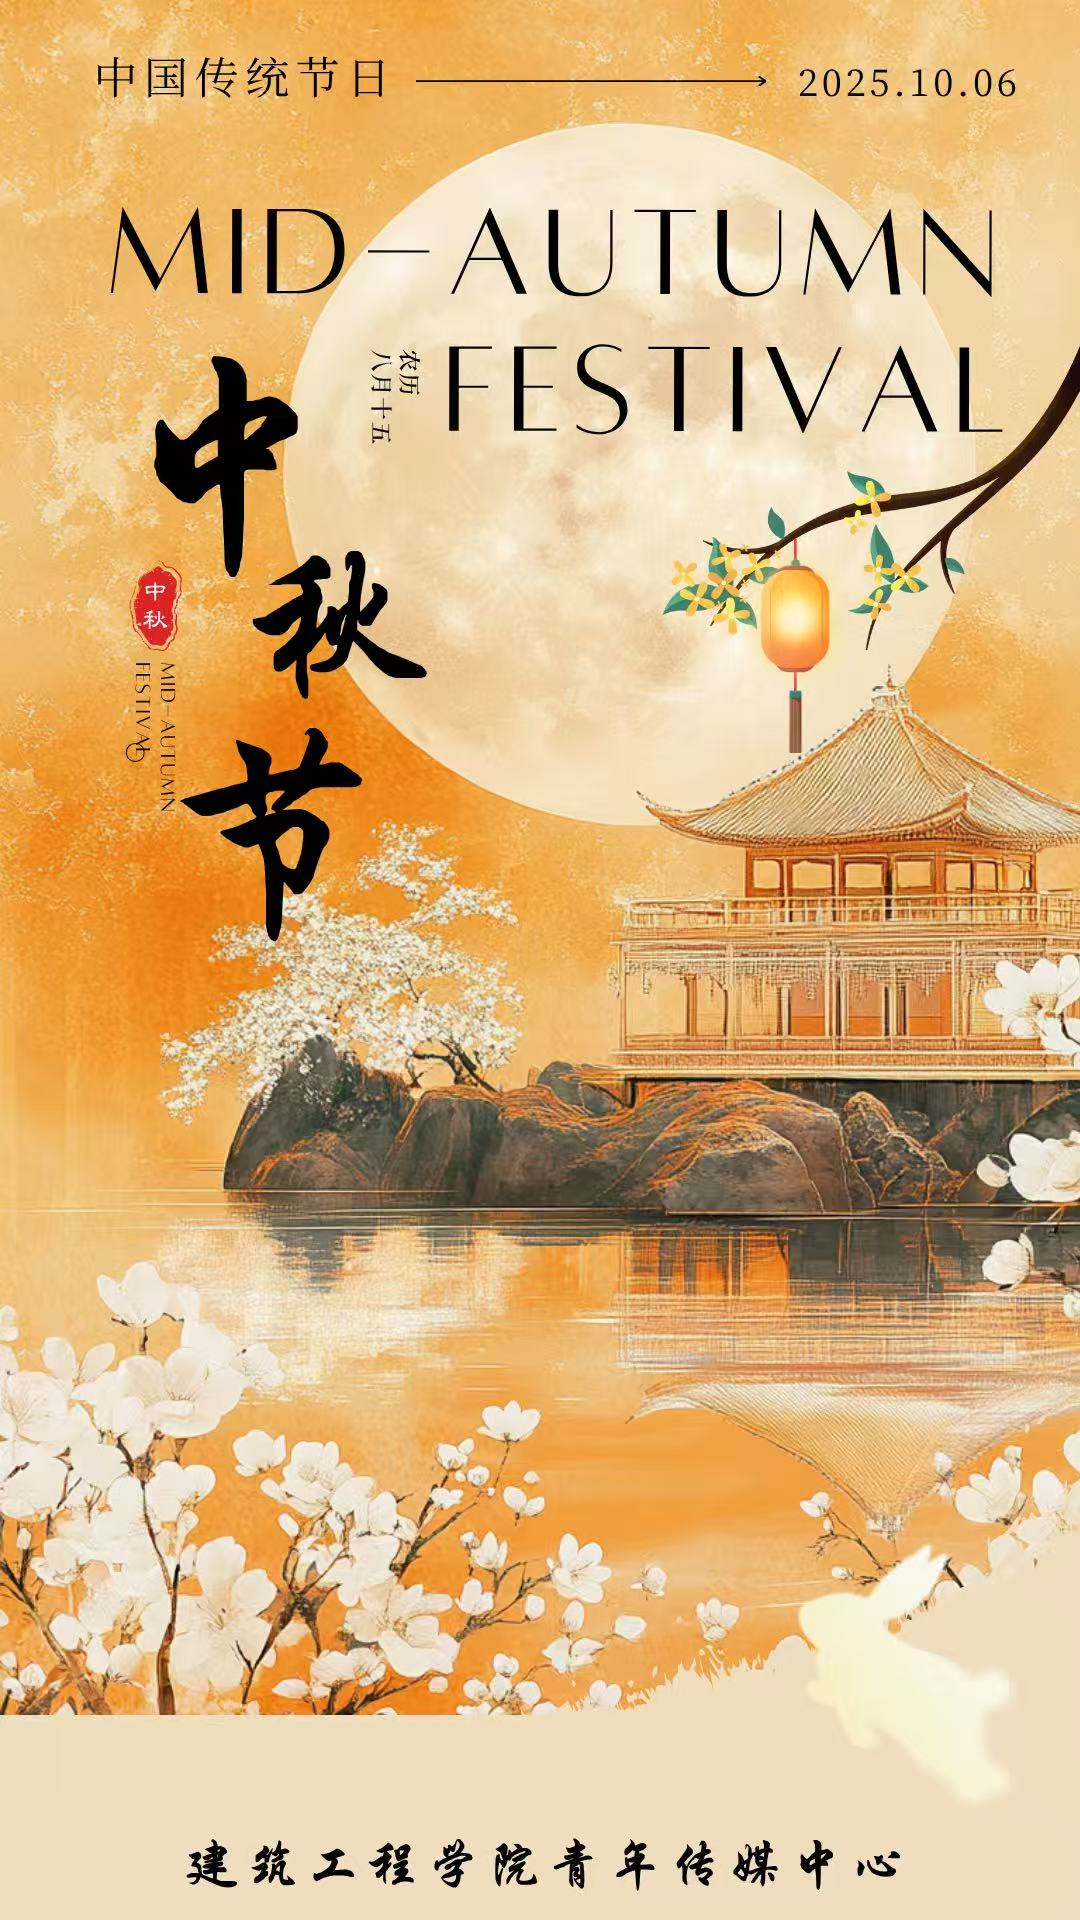 中国传统节日
2025.10.06
MID-AUTUMN
FESTIVAL
农历
八月十五
中秋节
中秋
MID-AUTUMN
FESTIVAL
建筑工程学院青年传媒中心